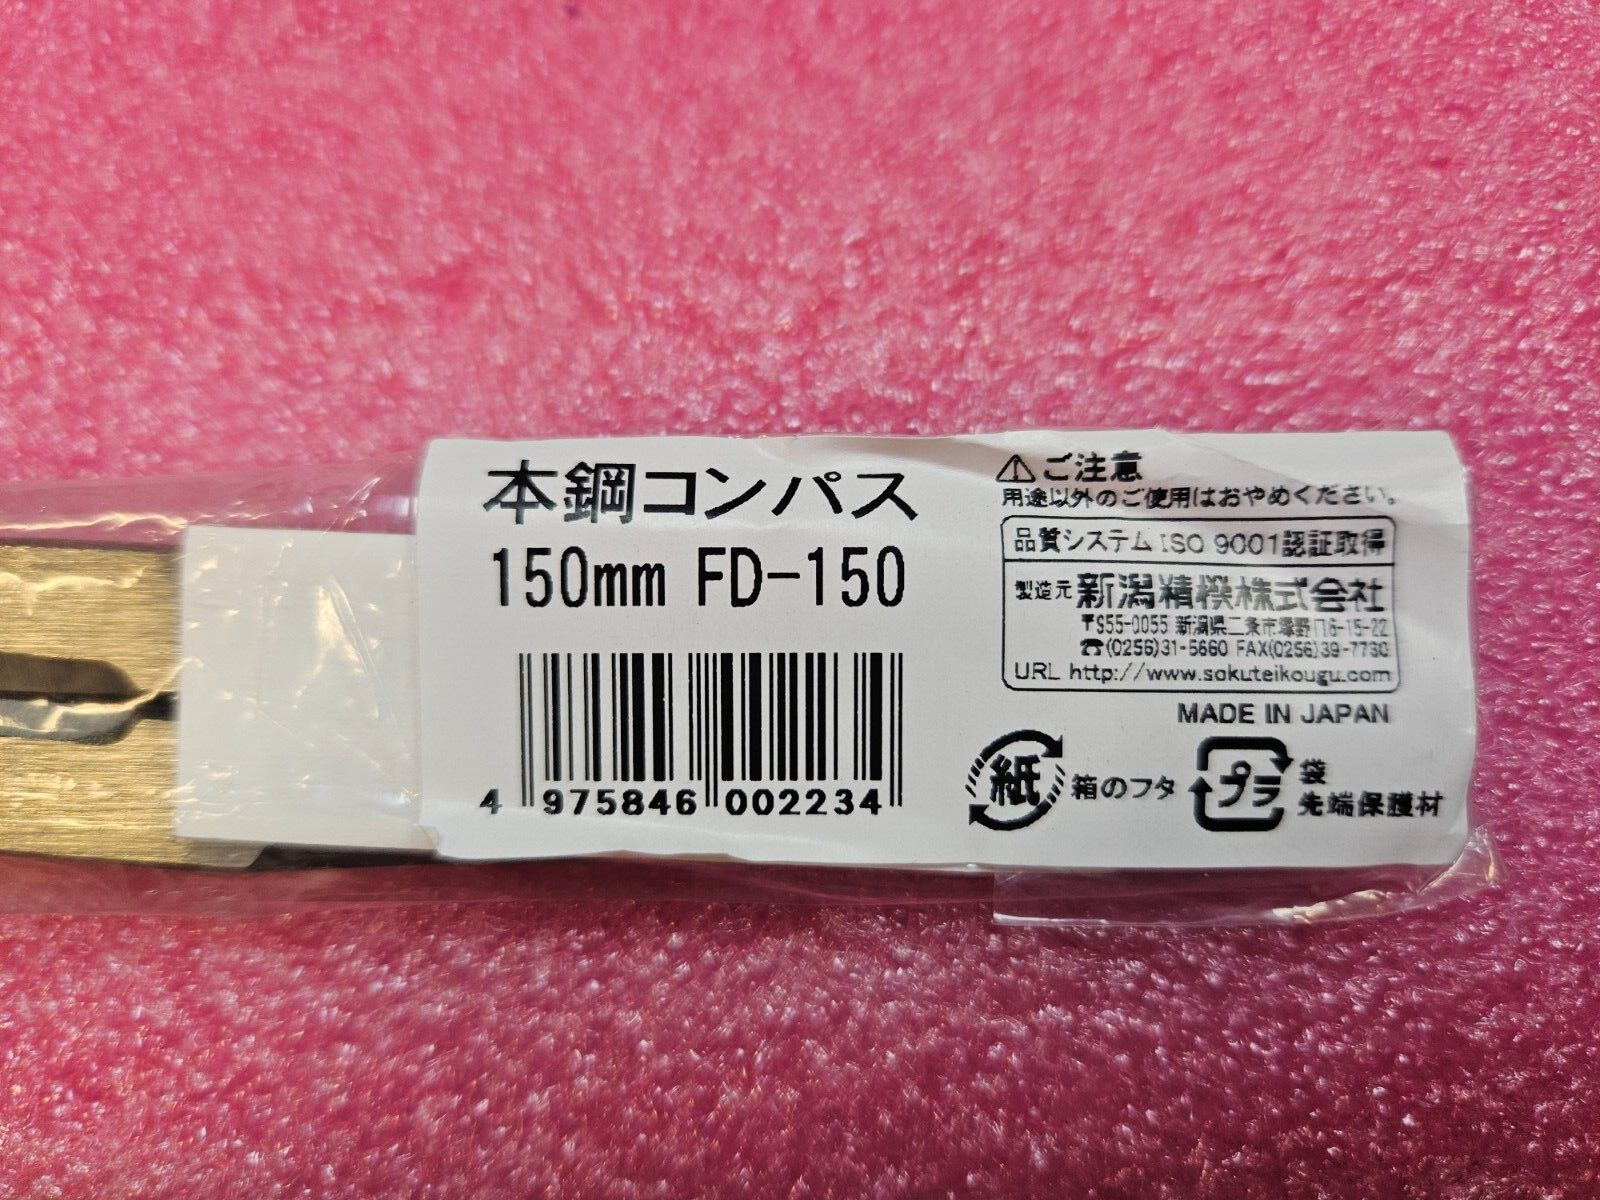 本鋼コンパス
150mm FD-150
4 975846 002234
⚠ご注意
用途以外のご使用はおやめください。
品質システム ISO 9001認証取得
製造元 新潟精機株式会社
〒955-0055 新潟県三条市塚野目6-15-22
☎(0256)31-5660 FAX(0256)39-7730
URL http://www.sokuteikougu.com
MADE IN JAPAN
紙 箱のフタ
プラ 袋
先端保護材